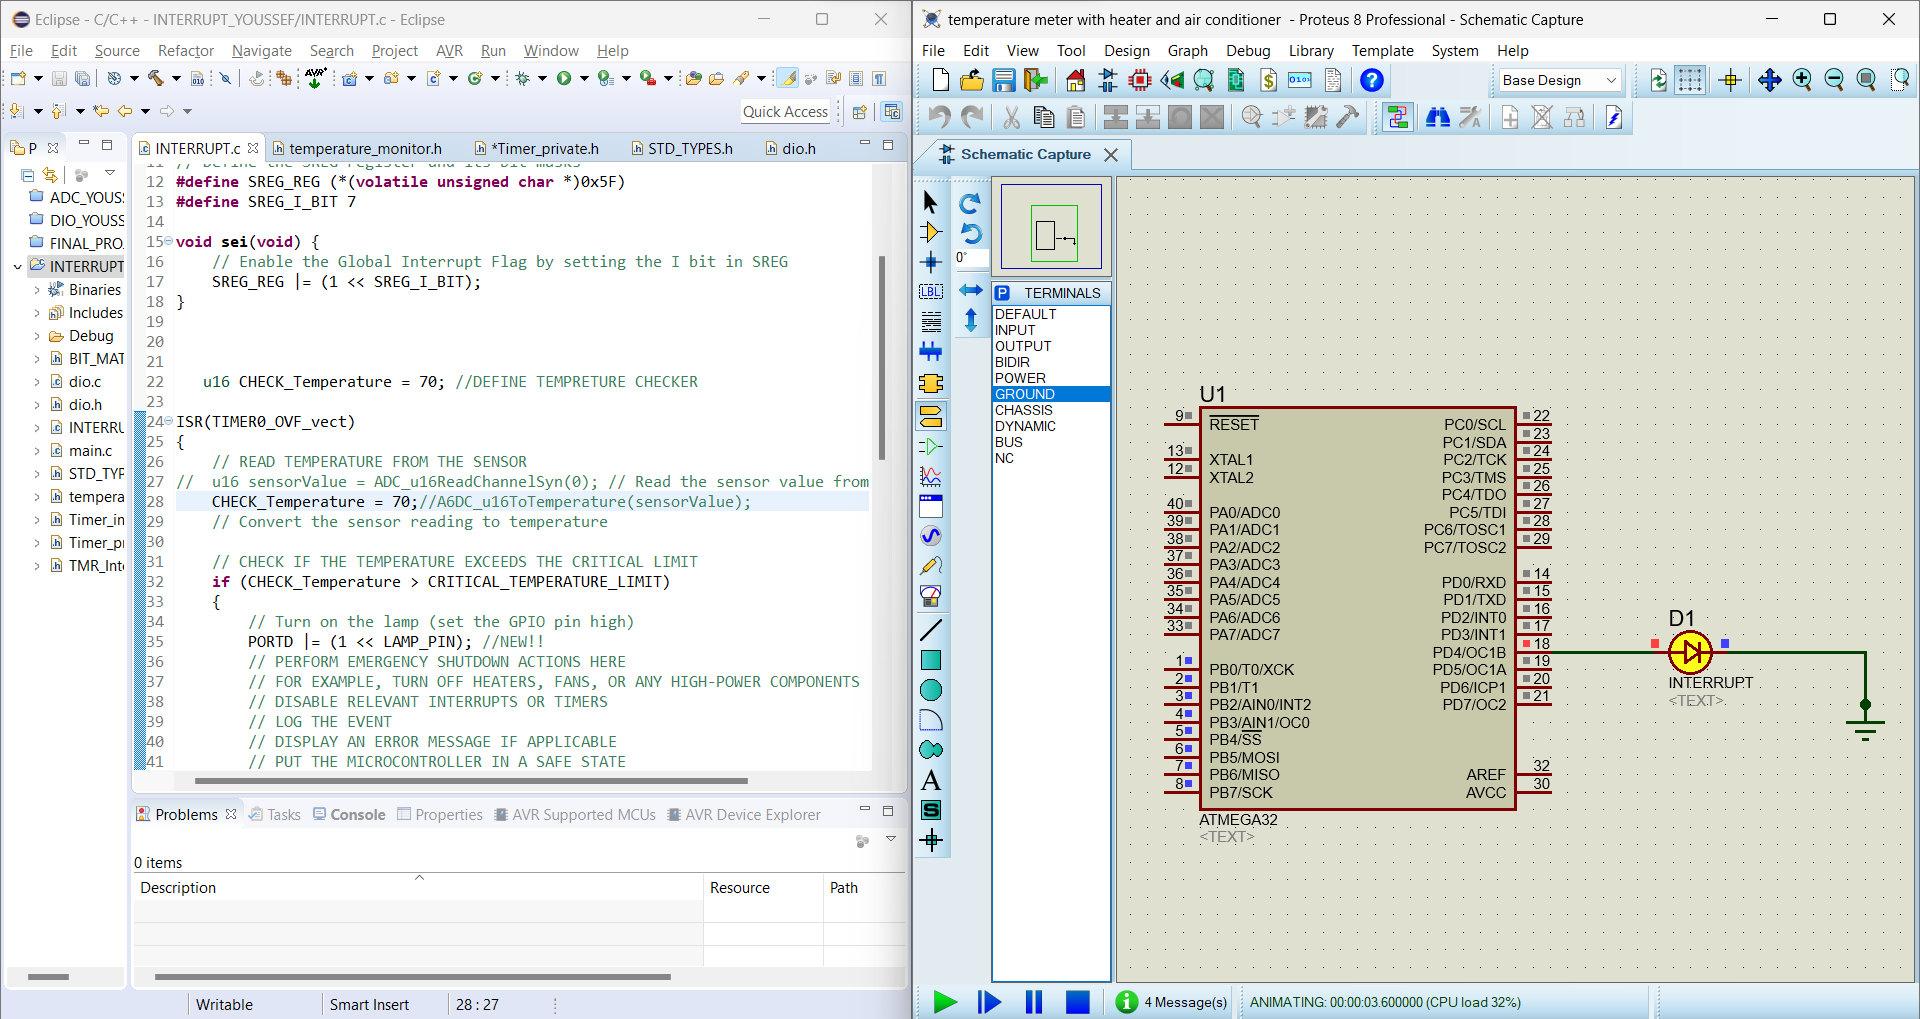 Eclipse - C/C++ - INTERRUPT_YOUSSEF/INTERRUPT.c - Eclipse
File Edit Source Refactor Navigate Search Project AVR Run Window Help
Quick Access
P
INTERRUPT.c temperature_monitor.h *Timer_private.h STD_TYPES.h dio.h
ADC_YOUSS
DIO_YOUSS
FINAL_PRO
INTERRUPT
Binaries
Includes
Debug
BIT_MAT
dio.c
dio.h
INTERRU
main.c
STD_TYP
tempera
Timer_in
Timer_pr
TMR_Inte
11 // Define the SREG register and its bit masks
12 #define SREG_REG (*(volatile unsigned char *)0x5F)
13 #define SREG_I_BIT 7
14
15 void sei(void) {
16 // Enable the Global Interrupt Flag by setting the I bit in SREG
17 SREG_REG |= (1 << SREG_I_BIT);
18 }
19
20
21
22 u16 CHECK_Temperature = 70; //DEFINE TEMPRETURE CHECKER
23
24 ISR(TIMER0_OVF_vect)
25 {
26 // READ TEMPERATURE FROM THE SENSOR
27 // u16 sensorValue = ADC_u16ReadChannelSyn(0); // Read the sensor value from
28 CHECK_Temperature = 70;//A6DC_u16ToTemperature(sensorValue);
29 // Convert the sensor reading to temperature
30
31 // CHECK IF THE TEMPERATURE EXCEEDS THE CRITICAL LIMIT
32 if (CHECK_Temperature > CRITICAL_TEMPERATURE_LIMIT)
33 {
34 // Turn on the lamp (set the GPIO pin high)
35 PORTD |= (1 << LAMP_PIN); //NEW!!
36 // PERFORM EMERGENCY SHUTDOWN ACTIONS HERE
37 // FOR EXAMPLE, TURN OFF HEATERS, FANS, OR ANY HIGH-POWER COMPONENTS
38 // DISABLE RELEVANT INTERRUPTS OR TIMERS
39 // LOG THE EVENT
40 // DISPLAY AN ERROR MESSAGE IF APPLICABLE
41 // PUT THE MICROCONTROLLER IN A SAFE STATE
Problems Tasks Console Properties AVR Supported MCUs AVR Device Explorer
0 items
Description Resource Path
Writable Smart Insert 28 : 27
temperature meter with heater and air conditioner - Proteus 8 Professional - Schematic Capture
File Edit View Tool Design Graph Debug Library Template System Help
Base Design
Schematic Capture
0°
LBL
A
S
P TERMINALS
DEFAULT
INPUT
OUTPUT
BIDIR
POWER
GROUND
CHASSIS
DYNAMIC
BUS
NC
U1
9 RESET PC0/SCL 22
PC1/SDA 23
13 XTAL1 PC2/TCK 24
12 XTAL2 PC3/TMS 25
PC4/TDO 26
40 PA0/ADC0 PC5/TDI 27
39 PA1/ADC1 PC6/TOSC1 28
38 PA2/ADC2 PC7/TOSC2 29
37 PA3/ADC3
36 PA4/ADC4 PD0/RXD 14
35 PA5/ADC5 PD1/TXD 15
34 PA6/ADC6 PD2/INT0 16
33 PA7/ADC7 PD3/INT1 17
PD4/OC1B 18
1 PB0/T0/XCK PD5/OC1A 19
2 PB1/T1 PD6/ICP1 20
3 PB2/AIN0/INT2 PD7/OC2 21
4 PB3/AIN1/OC0
5 PB4/SS
6 PB5/MOSI
7 PB6/MISO AREF 32
8 PB7/SCK AVCC 30
ATMEGA32
<TEXT>
D1
INTERRUPT
<TEXT>
4 Message(s) ANIMATING: 00:00:03.600000 (CPU load 32%)